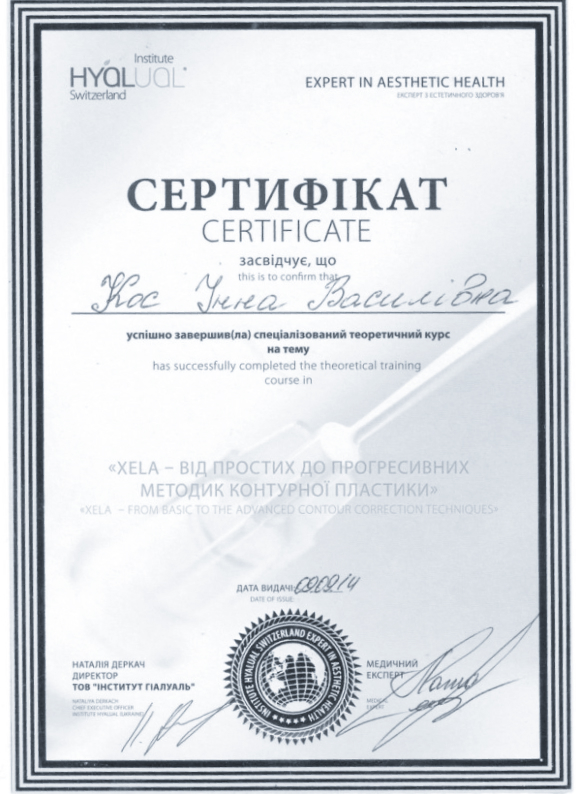 Institute
HYALUAL®
Switzerland
EXPERT IN AESTHETIC HEALTH
ЕКСПЕРТ З ЕСТЕТИЧНОГО ЗДОРОВ'Я
СЕРТИФІКАТ
CERTIFICATE
засвідчує, що
this is to confirm that
Кос Інна Василівна
успішно завершив(ла) спеціалізований теоретичний курс
на тему
has successfully completed the theoretical training
course in
«XELA – ВІД ПРОСТИХ ДО ПРОГРЕСИВНИХ
МЕТОДИК КОНТУРНОЇ ПЛАСТИКИ»
«XELA – FROM BASIC TO THE ADVANCED CONTOUR CORRECTION TECHNIQUES»
ДАТА ВИДАЧІ:
DATE OF ISSUE
INSTITUTE HYALUAL SWITZERLAND EXPERT IN AESTHETIC HEALTH
НАТАЛІЯ ДЕРКАЧ
ДИРЕКТОР
ТОВ "ІНСТИТУТ ГІАЛУАЛЬ"
NATALIYA DERKACH
CHIEF EXECUTIVE OFFICER
INSTITUTE HYALUAL UKRAINE
МЕДИЧНИЙ
ЕКСПЕРТ
MEDICAL
EXPERT